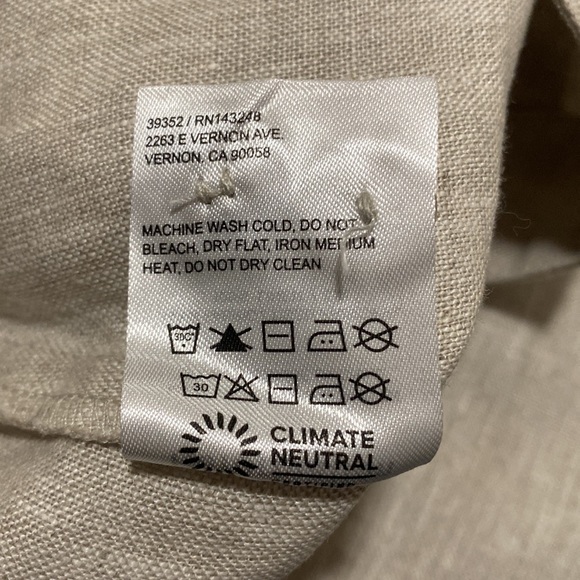 39352 / RN143248
2263 E VERNON AVE.
VERNON, CA 90058
MACHINE WASH COLD, DO NOT
BLEACH, DRY FLAT, IRON MEDIUM
HEAT, DO NOT DRY CLEAN
30C
30
CLIMATE
NEUTRAL